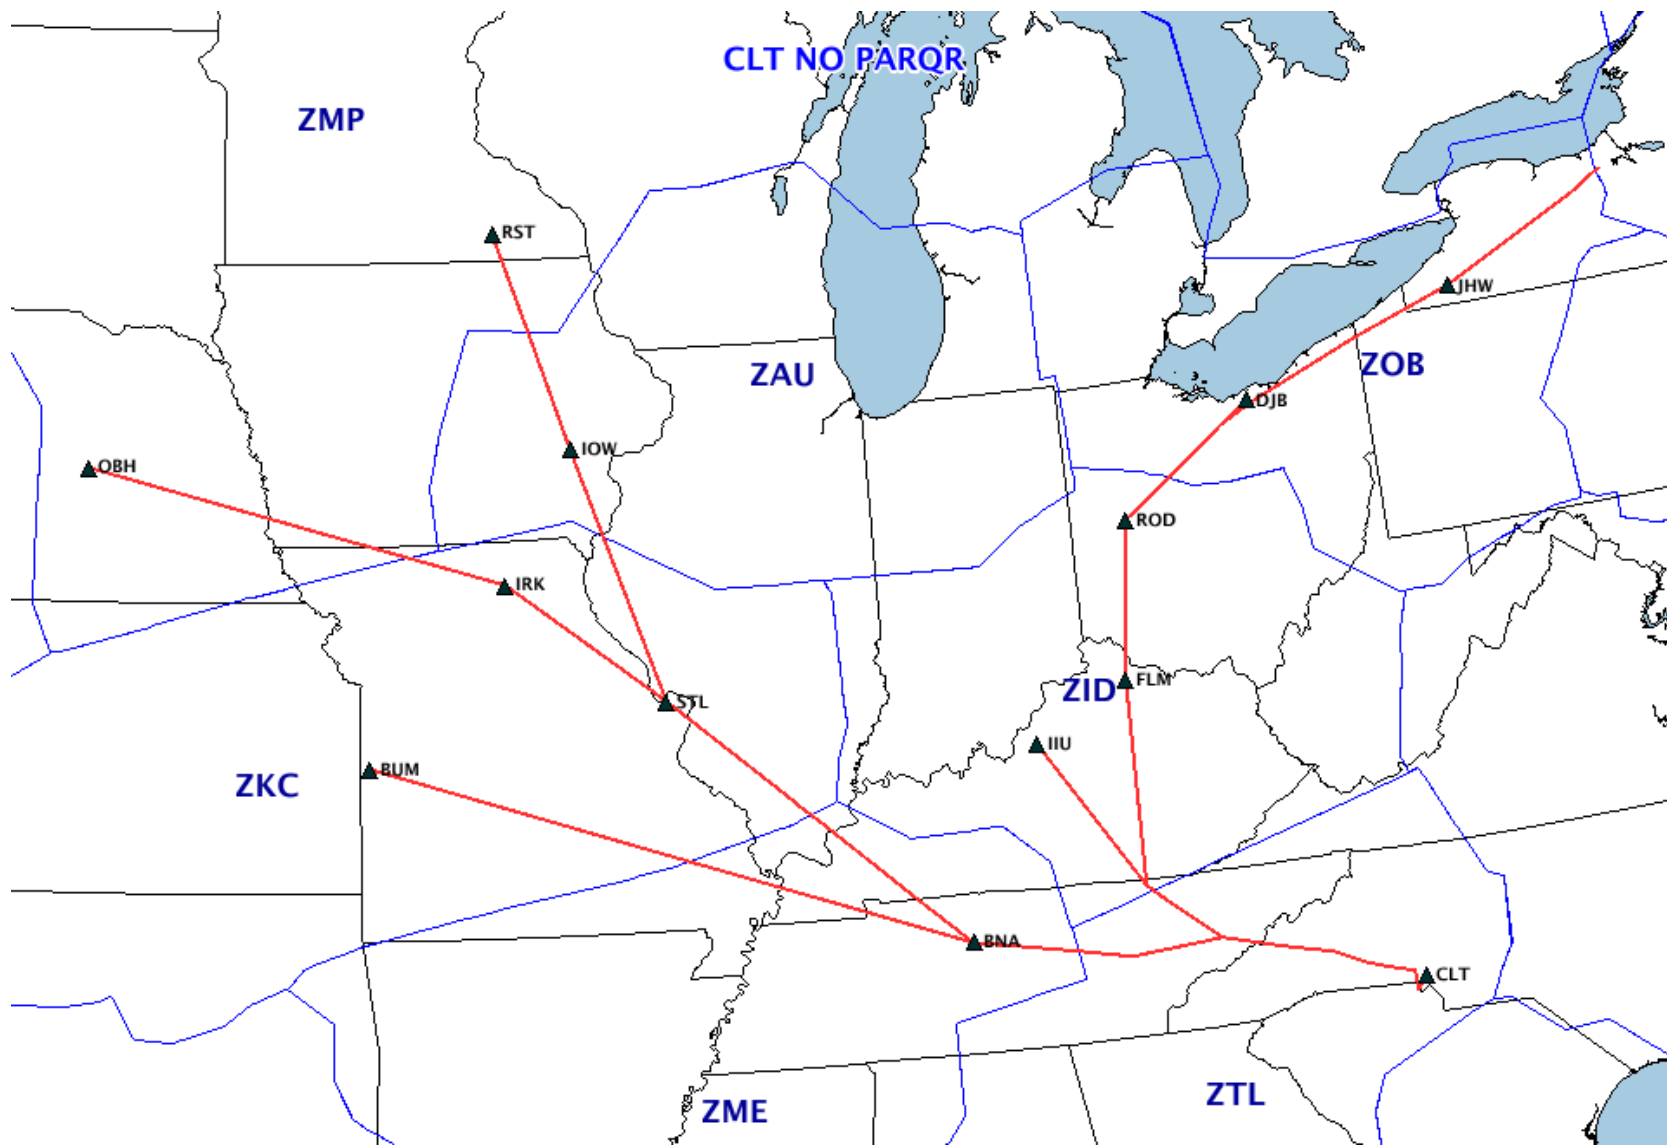 CLT NO PARQR
ZMP
RST
JHW
ZAU
ZOB
DJB
IOW
OBH
ROD
IRK
FLM
ZID
STL
IIU
BUM
ZKC
BNA
CLT
ZTL
ZME